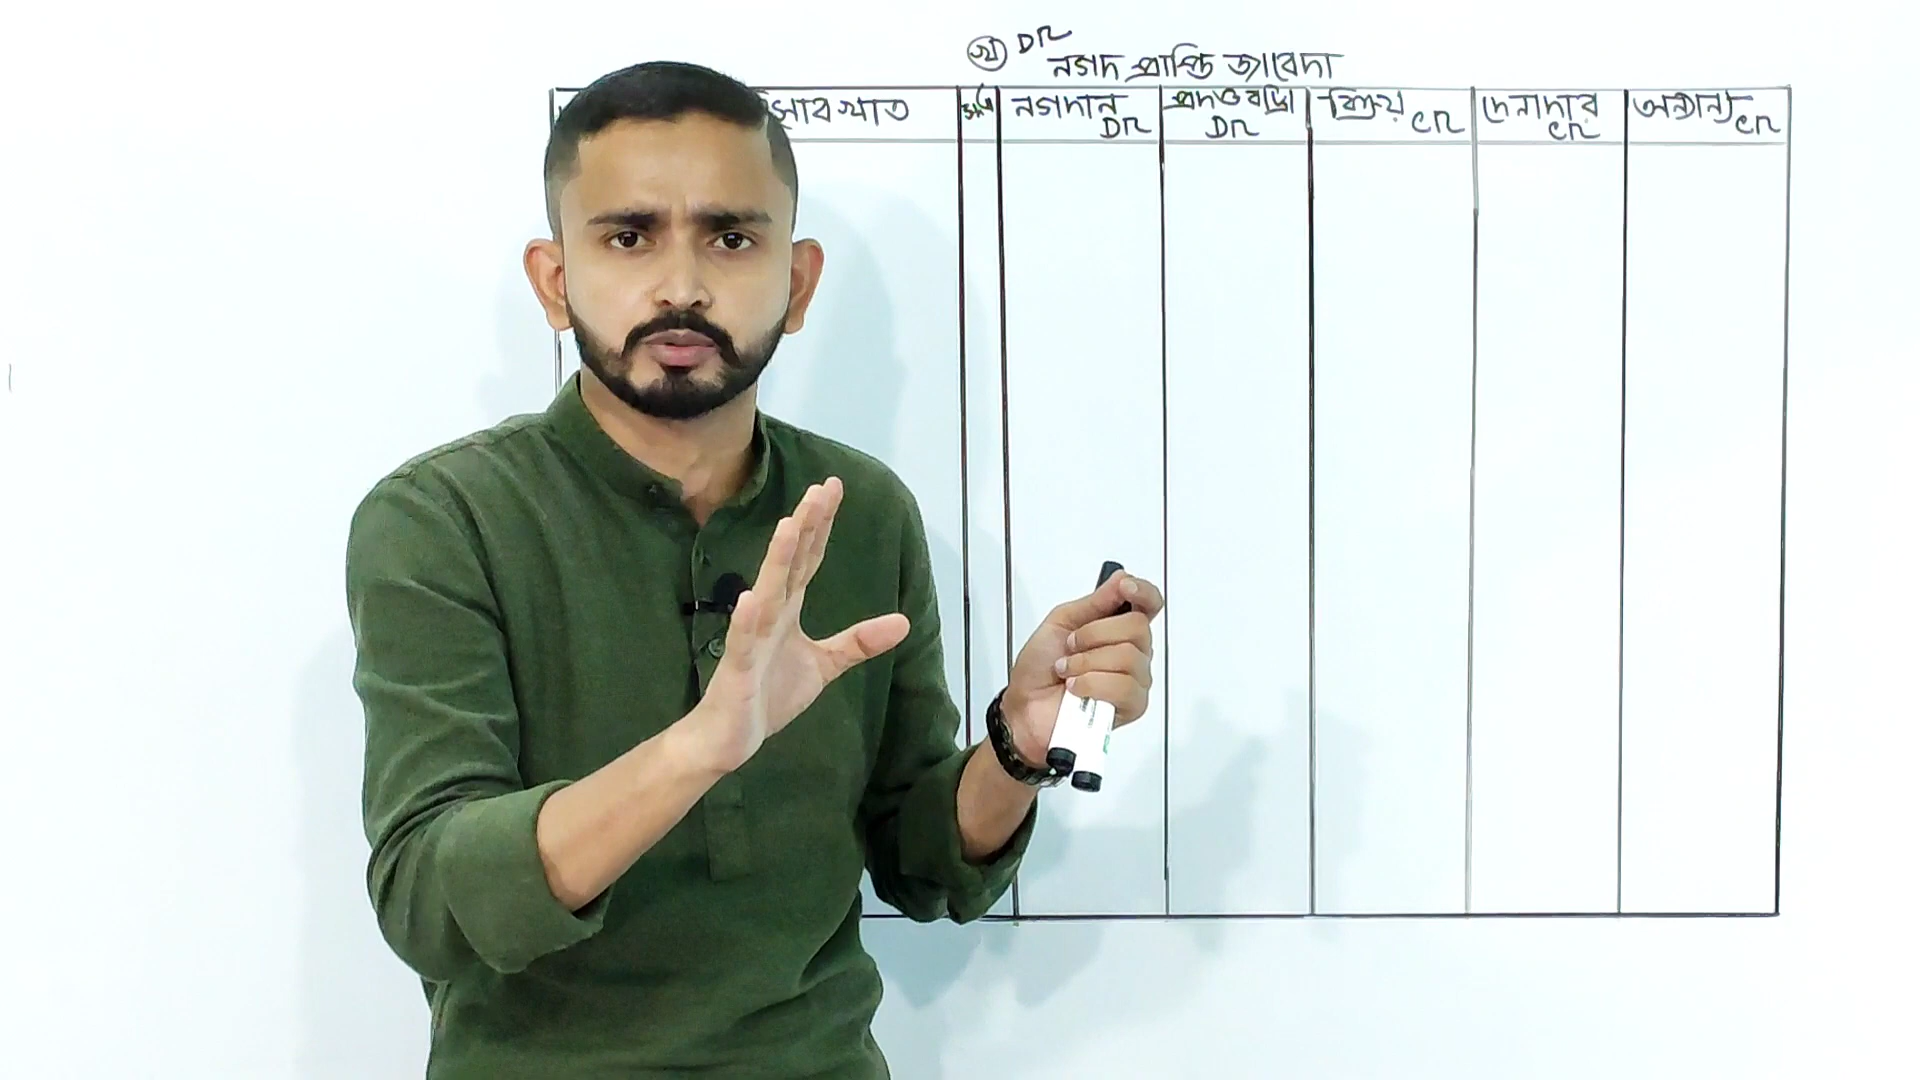 খ DR
নগদ প্রাপ্তি জাবেদা
হিসাব খাত নগদান DR প্রদত্ত বাট্টা DR বিক্রয় CR দেনাদার CR অন্যান্য CR